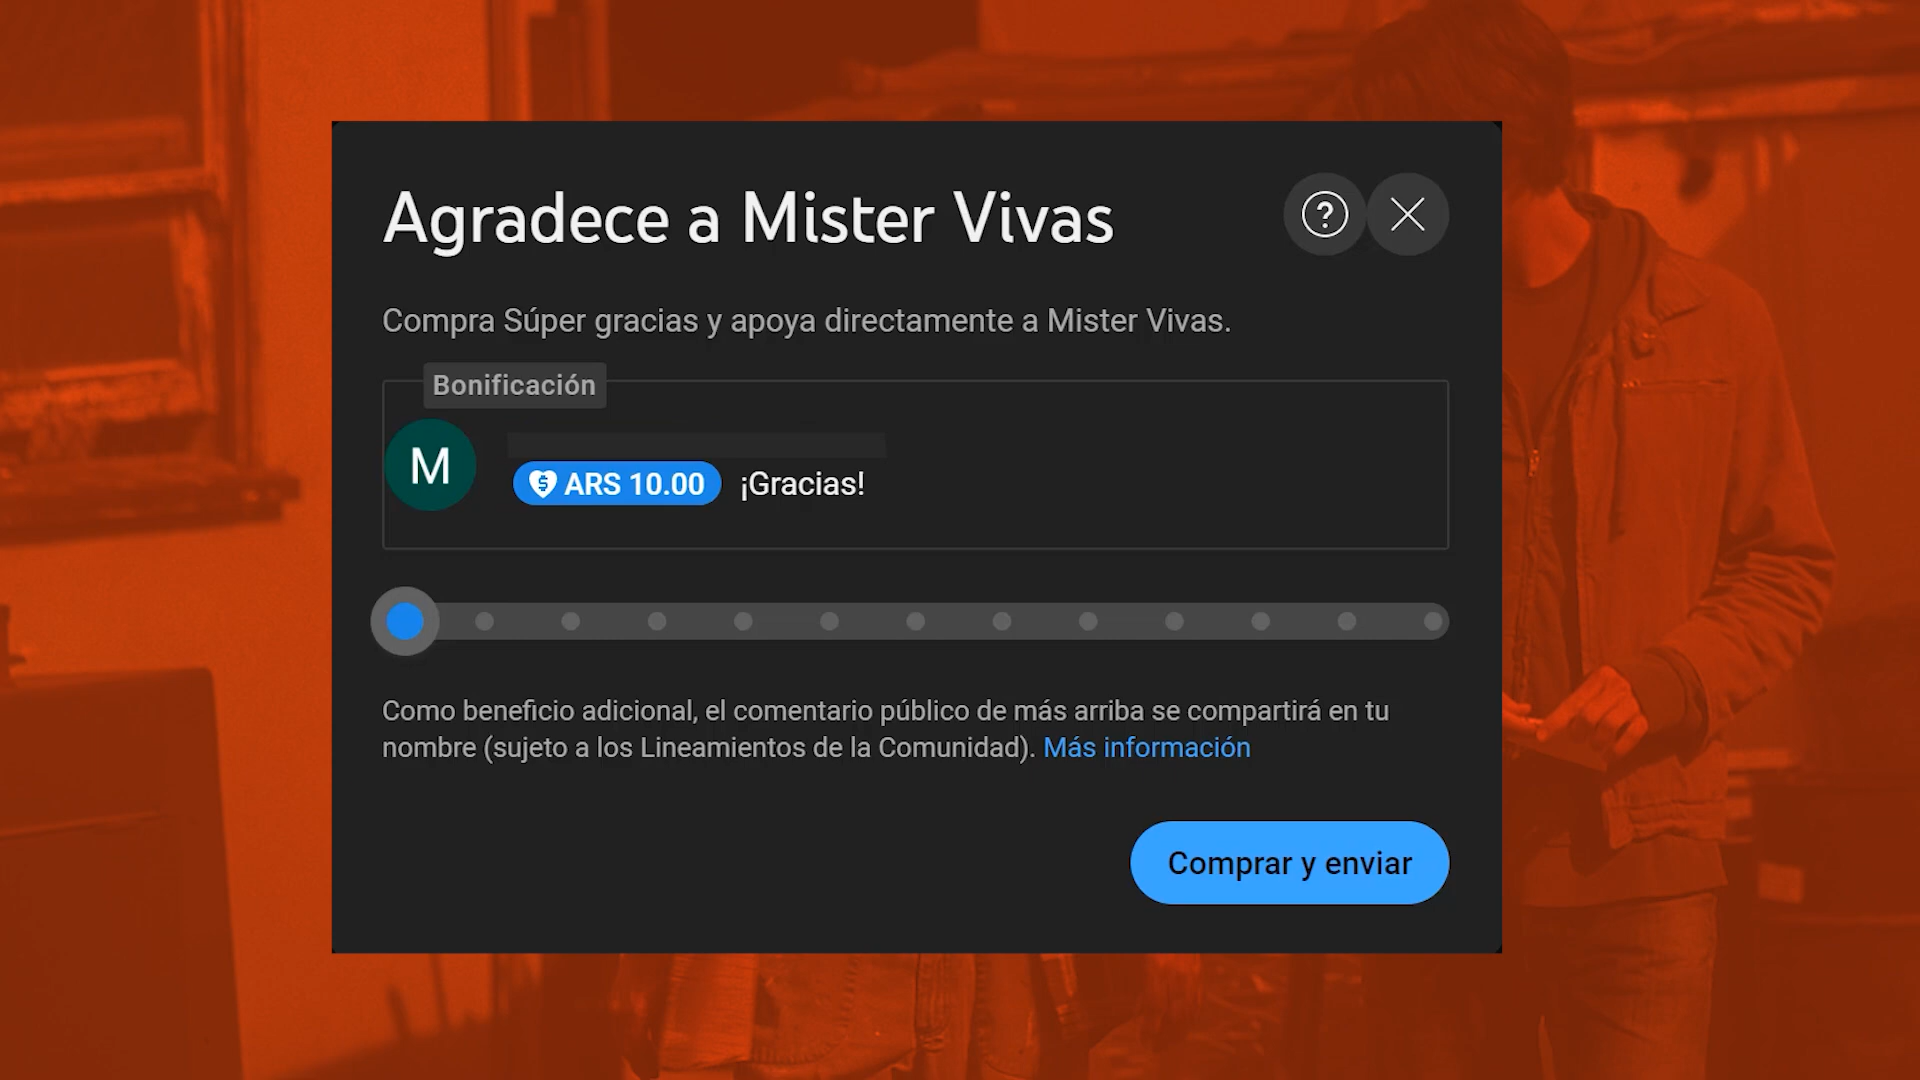 Agradece a Mister Vivas
Compra Súper gracias y apoya directamente a Mister Vivas.
Bonificación
M
ARS 10.00 ¡Gracias!
Como beneficio adicional, el comentario público de más arriba se compartirá en tu
nombre (sujeto a los Lineamientos de la Comunidad). Más información
Comprar y enviar